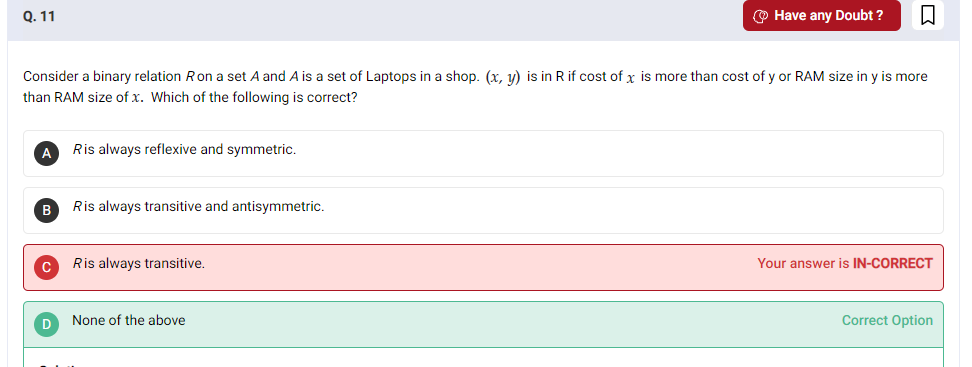 Q. 11
Have any Doubt ?
Consider a binary relation R on a set A and A is a set of Laptops in a shop. (x, y) is in R if cost of x is more than cost of y or RAM size in y is more
than RAM size of x. Which of the following is correct?
A R is always reflexive and symmetric.
B R is always transitive and antisymmetric.
C R is always transitive. Your answer is IN-CORRECT
D None of the above Correct Option